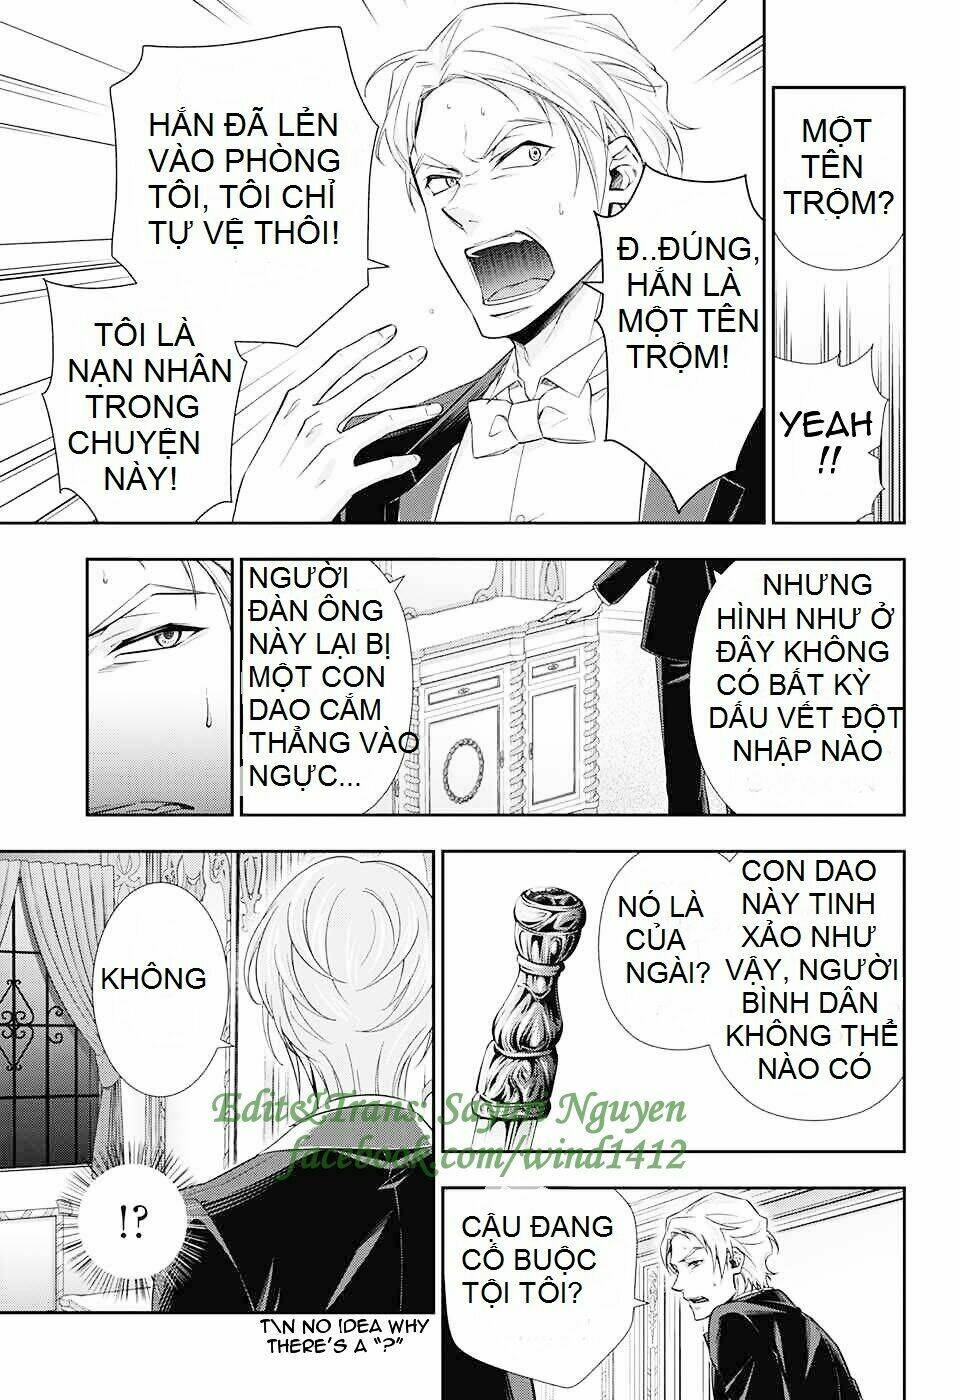 MỘT
TÊN
TRỘM?
YEAH
!!
Đ..ĐÚNG,
HẮN LÀ
MỘT TÊN
TRỘM!
HẮN ĐÃ LẺN
VÀO PHÒNG
TÔI, TÔI CHỈ
TỰ VỆ THÔI!
TÔI LÀ
NẠN NHÂN
TRONG
CHUYỆN
NÀY!
NHƯNG
HÌNH NHƯ Ở
ĐÂY KHÔNG
CÓ BẤT KỲ
DẤU VẾT ĐỘT
NHẬP NÀO
NGƯỜI
ĐÀN ÔNG
NÀY LẠI BỊ
MỘT CON
DAO CẮM
THẲNG VÀO
NGỰC...
CON DAO
NÀY TINH
XẢO NHƯ
VẬY, NGƯỜI
BÌNH DÂN
KHÔNG THỂ
NÀO CÓ
NÓ LÀ
CỦA
NGÀI?
KHÔNG
Edit&Trans: Sayuri Nguyen
facebook.com/wind1412
!?
T\N NO IDEA WHY
THERE'S A "?"
CẬU ĐANG
CỐ BUỘC
TỘI TÔI?